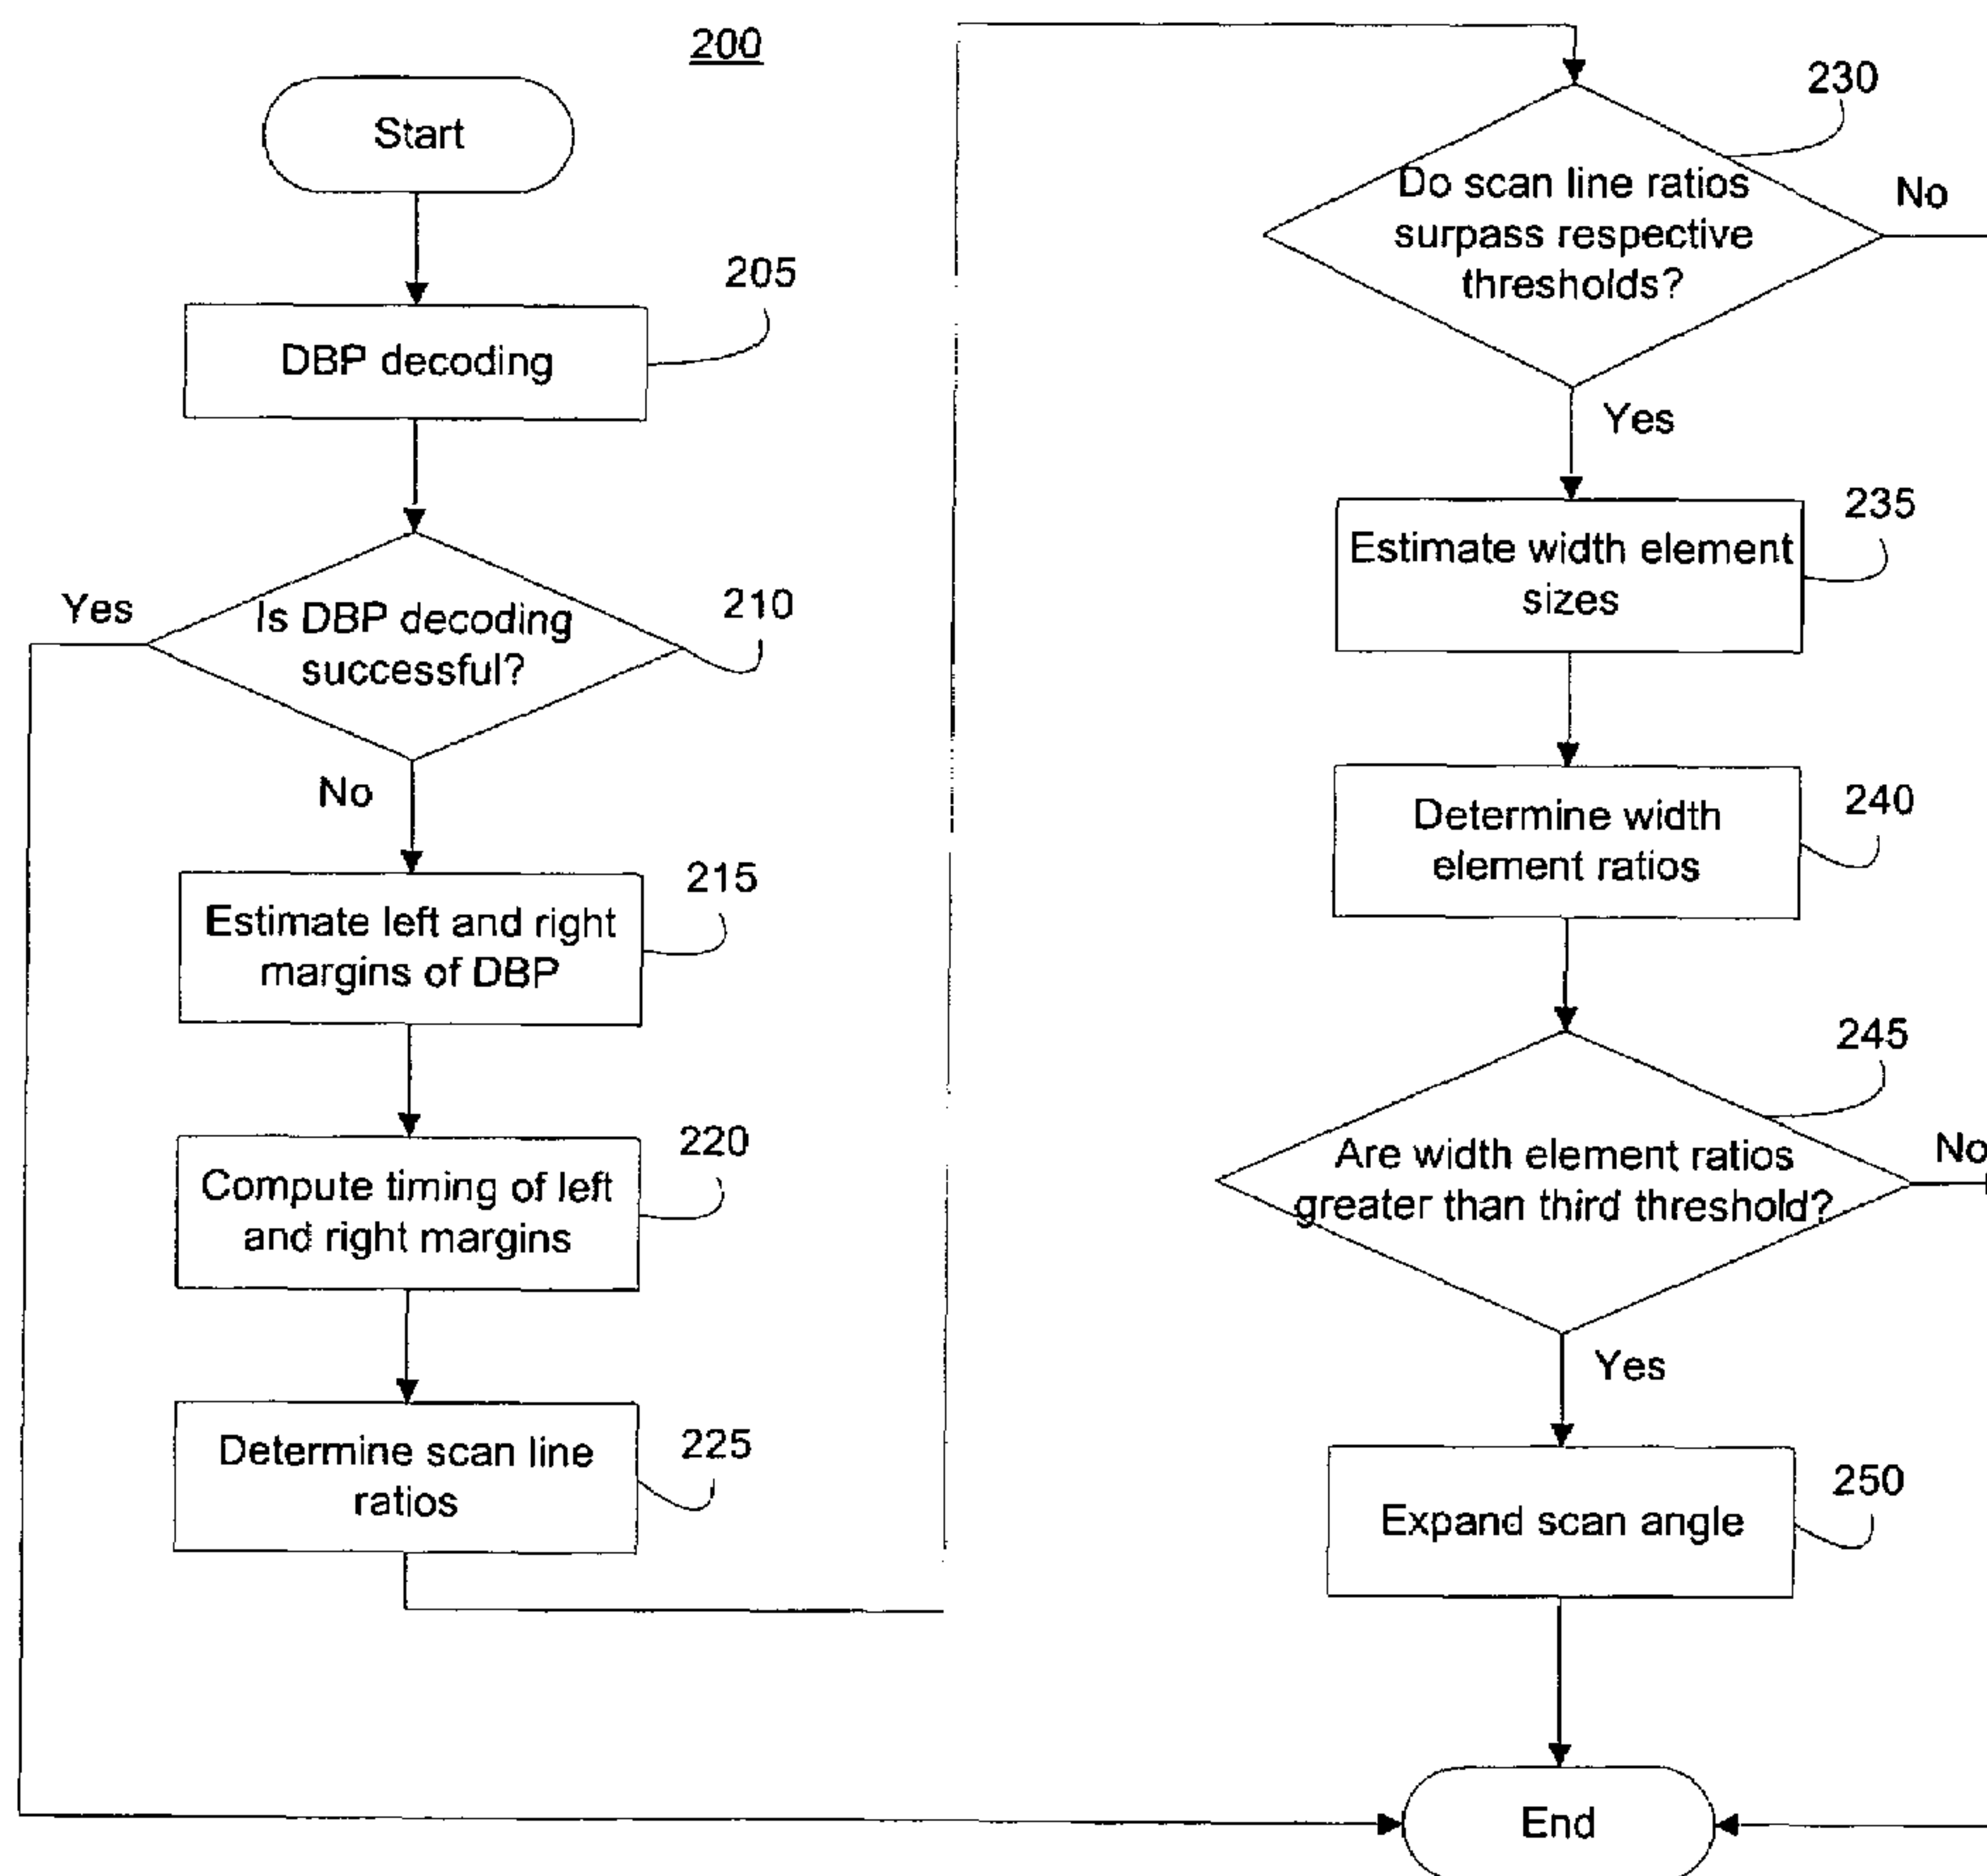 200
Start
205
DBP decoding
210
Yes
Is DBP decoding
successful?
No
215
Estimate left and right
margins of DBP
220
Compute timing of left
and right margins
225
Determine scan line
ratios
230
Do scan line ratios
surpass respective
thresholds?
No
Yes
235
Estimate width element
sizes
240
Determine width
element ratios
245
Are width element ratios
greater than third threshold?
No
Yes
250
Expand scan angle
End